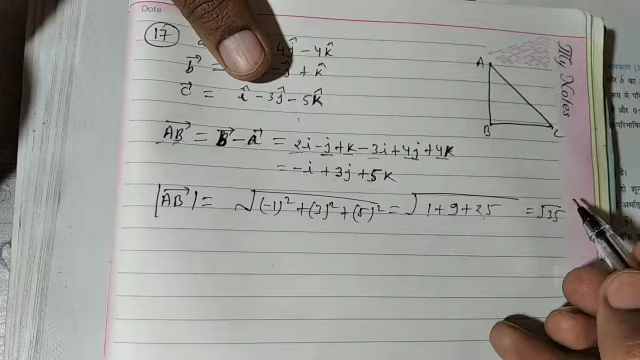 Date
17 a 4ĵ - 4k̂
b⃗ = ĵ + k̂
c⃗ = î - 3ĵ - 5k̂
A
B C
My Notes
AB⃗ = b⃗ - a⃗ = 2i - j + k - 3i + 4j + 4k
= -i + 3j + 5k
|AB⃗| = √(-1)² + (3)² + (5)² = √1 + 9 + 25 = √35